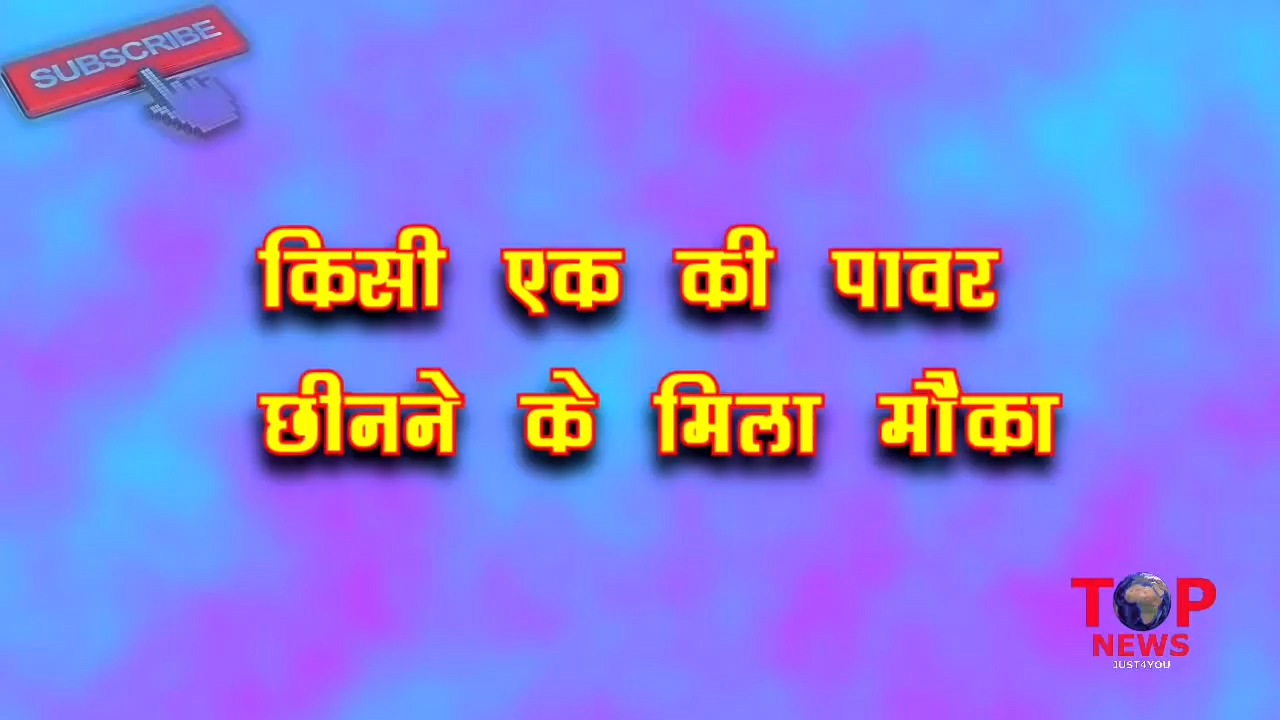 SUBSCRIBE
किसी एक की पावर
छीनने के मिला मौका
TOP
NEWS
JUST4YOU